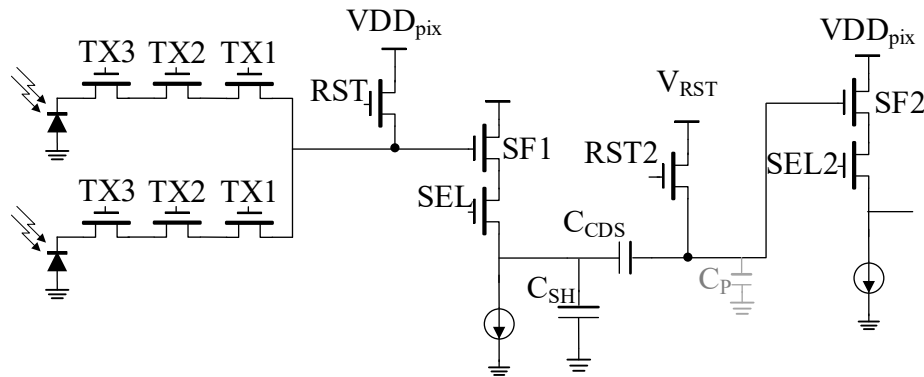 VDDpix
VDDpix
TX3 TX2 TX1
RST
VRST
SF2
SF1
RST2
SEL2
TX3 TX2 TX1
SEL
CCDS
CSH
CP